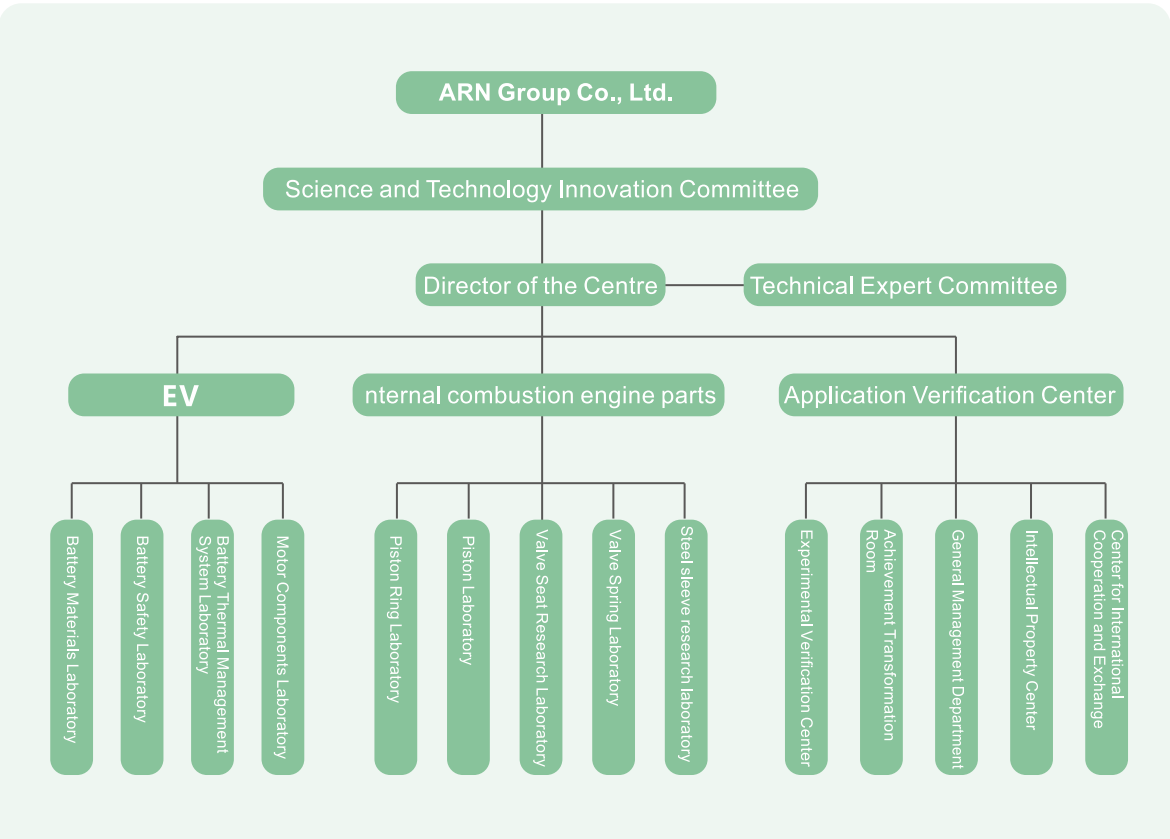 ARN Group Co., Ltd.
Science and Technology Innovation Committee
Director of the Centre
Technical Expert Committee
EV
nternal combustion engine parts
Application Verification Center
Battery Materials Laboratory
Battery Safety Laboratory
Battery Thermal Management
System Laboratory
Motor Components Laboratory
Piston Ring Laboratory
Piston Laboratory
Valve Seat Research Laboratory
Valve Spring Laboratory
Steel sleeve research laboratory
Experimental Verification Center
Achievement Transformation
Room
General Management Department
Intellectual Property Center
Center for International
Cooperation and Exchange